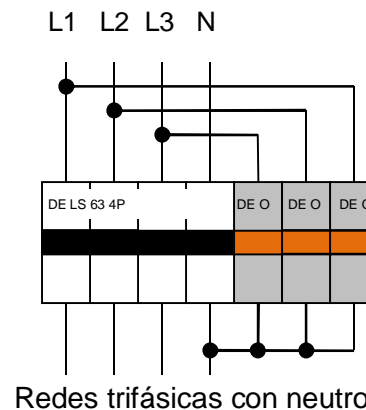 L1 L2 L3 N
DE LS 63 4P DE O DE O DE
Redes trifásicas con neutro